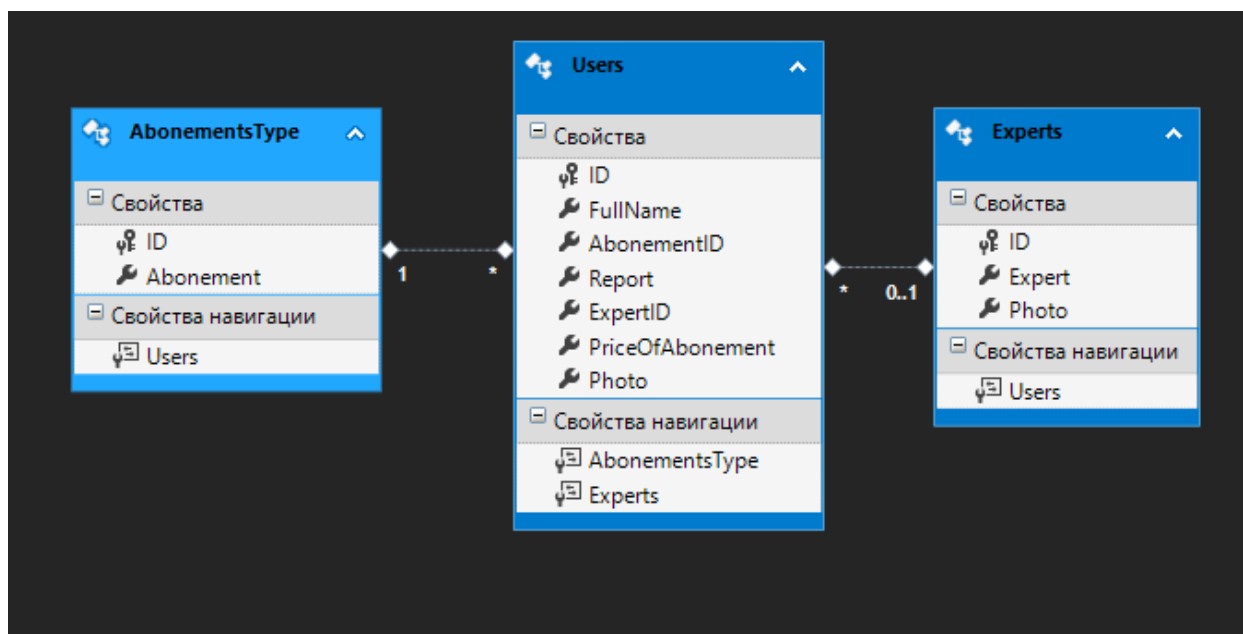 AbonementsType
Свойства
ID
Abonement
Свойства навигации
Users
1
*
Users
Свойства
ID
FullName
AbonementID
Report
ExpertID
PriceOfAbonement
Photo
Свойства навигации
AbonementsType
Experts
*
0..1
Experts
Свойства
ID
Expert
Photo
Свойства навигации
Users